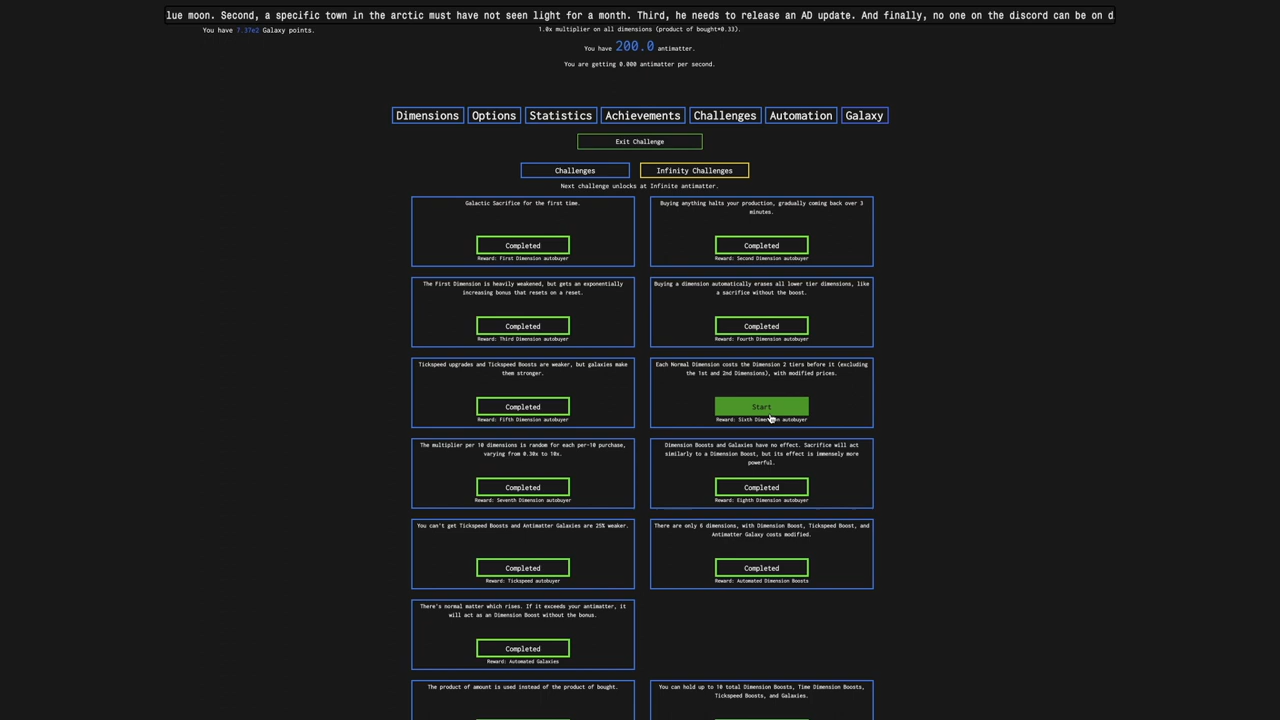 lue moon. Second, a specific town in the arctic must have not seen light for a month. Third, he needs to release an AD update. And finally, no one on the discord can be on d
You have 7.37e2 Galaxy points.
1.0x multiplier on all dimensions (product of bought*0.33).
You have 200.0 antimatter.
You are getting 0.000 antimatter per second.
Dimensions Options Statistics Achievements Challenges Automation Galaxy
Exit Challenge
Challenges Infinity Challenges
Next challenge unlocks at Infinite antimatter.
Galactic Sacrifice for the first time.
Completed
Reward: First Dimension autobuyer
Buying anything halts your production, gradually coming back over 3
minutes.
Completed
Reward: Second Dimension autobuyer
The First Dimension is heavily weakened, but gets an exponentially
increasing bonus that resets on a reset.
Completed
Reward: Third Dimension autobuyer
Buying a dimension automatically erases all lower tier dimensions, like
a sacrifice without the boost.
Completed
Reward: Fourth Dimension autobuyer
Tickspeed upgrades and Tickspeed Boosts are weaker, but galaxies make
them stronger.
Completed
Reward: Fifth Dimension autobuyer
Each Normal Dimension costs the Dimension 2 tiers before it (excluding
the 1st and 2nd Dimensions), with modified prices.
Start
Reward: Sixth Dimension autobuyer
The multiplier per 10 dimensions is random for each per-10 purchase,
varying from 0.30x to 10x.
Completed
Reward: Seventh Dimension autobuyer
Dimension Boosts and Galaxies have no effect. Sacrifice will act
similarly to a Dimension Boost, but its effect is immensely more
powerful.
Completed
Reward: Eighth Dimension autobuyer
You can't get Tickspeed Boosts and Antimatter Galaxies are 25% weaker.
Completed
Reward: Tickspeed autobuyer
There are only 6 dimensions, with Dimension Boost, Tickspeed Boost, and
Antimatter Galaxy costs modified.
Completed
Reward: Automated Dimension Boosts
There's normal matter which rises. If it exceeds your antimatter, it
will act as an Dimension Boost without the bonus.
Completed
Reward: Automated Galaxies
The product of amount is used instead of the product of bought.
You can hold up to 10 total Dimension Boosts, Time Dimension Boosts,
Tickspeed Boosts, and Galaxies.